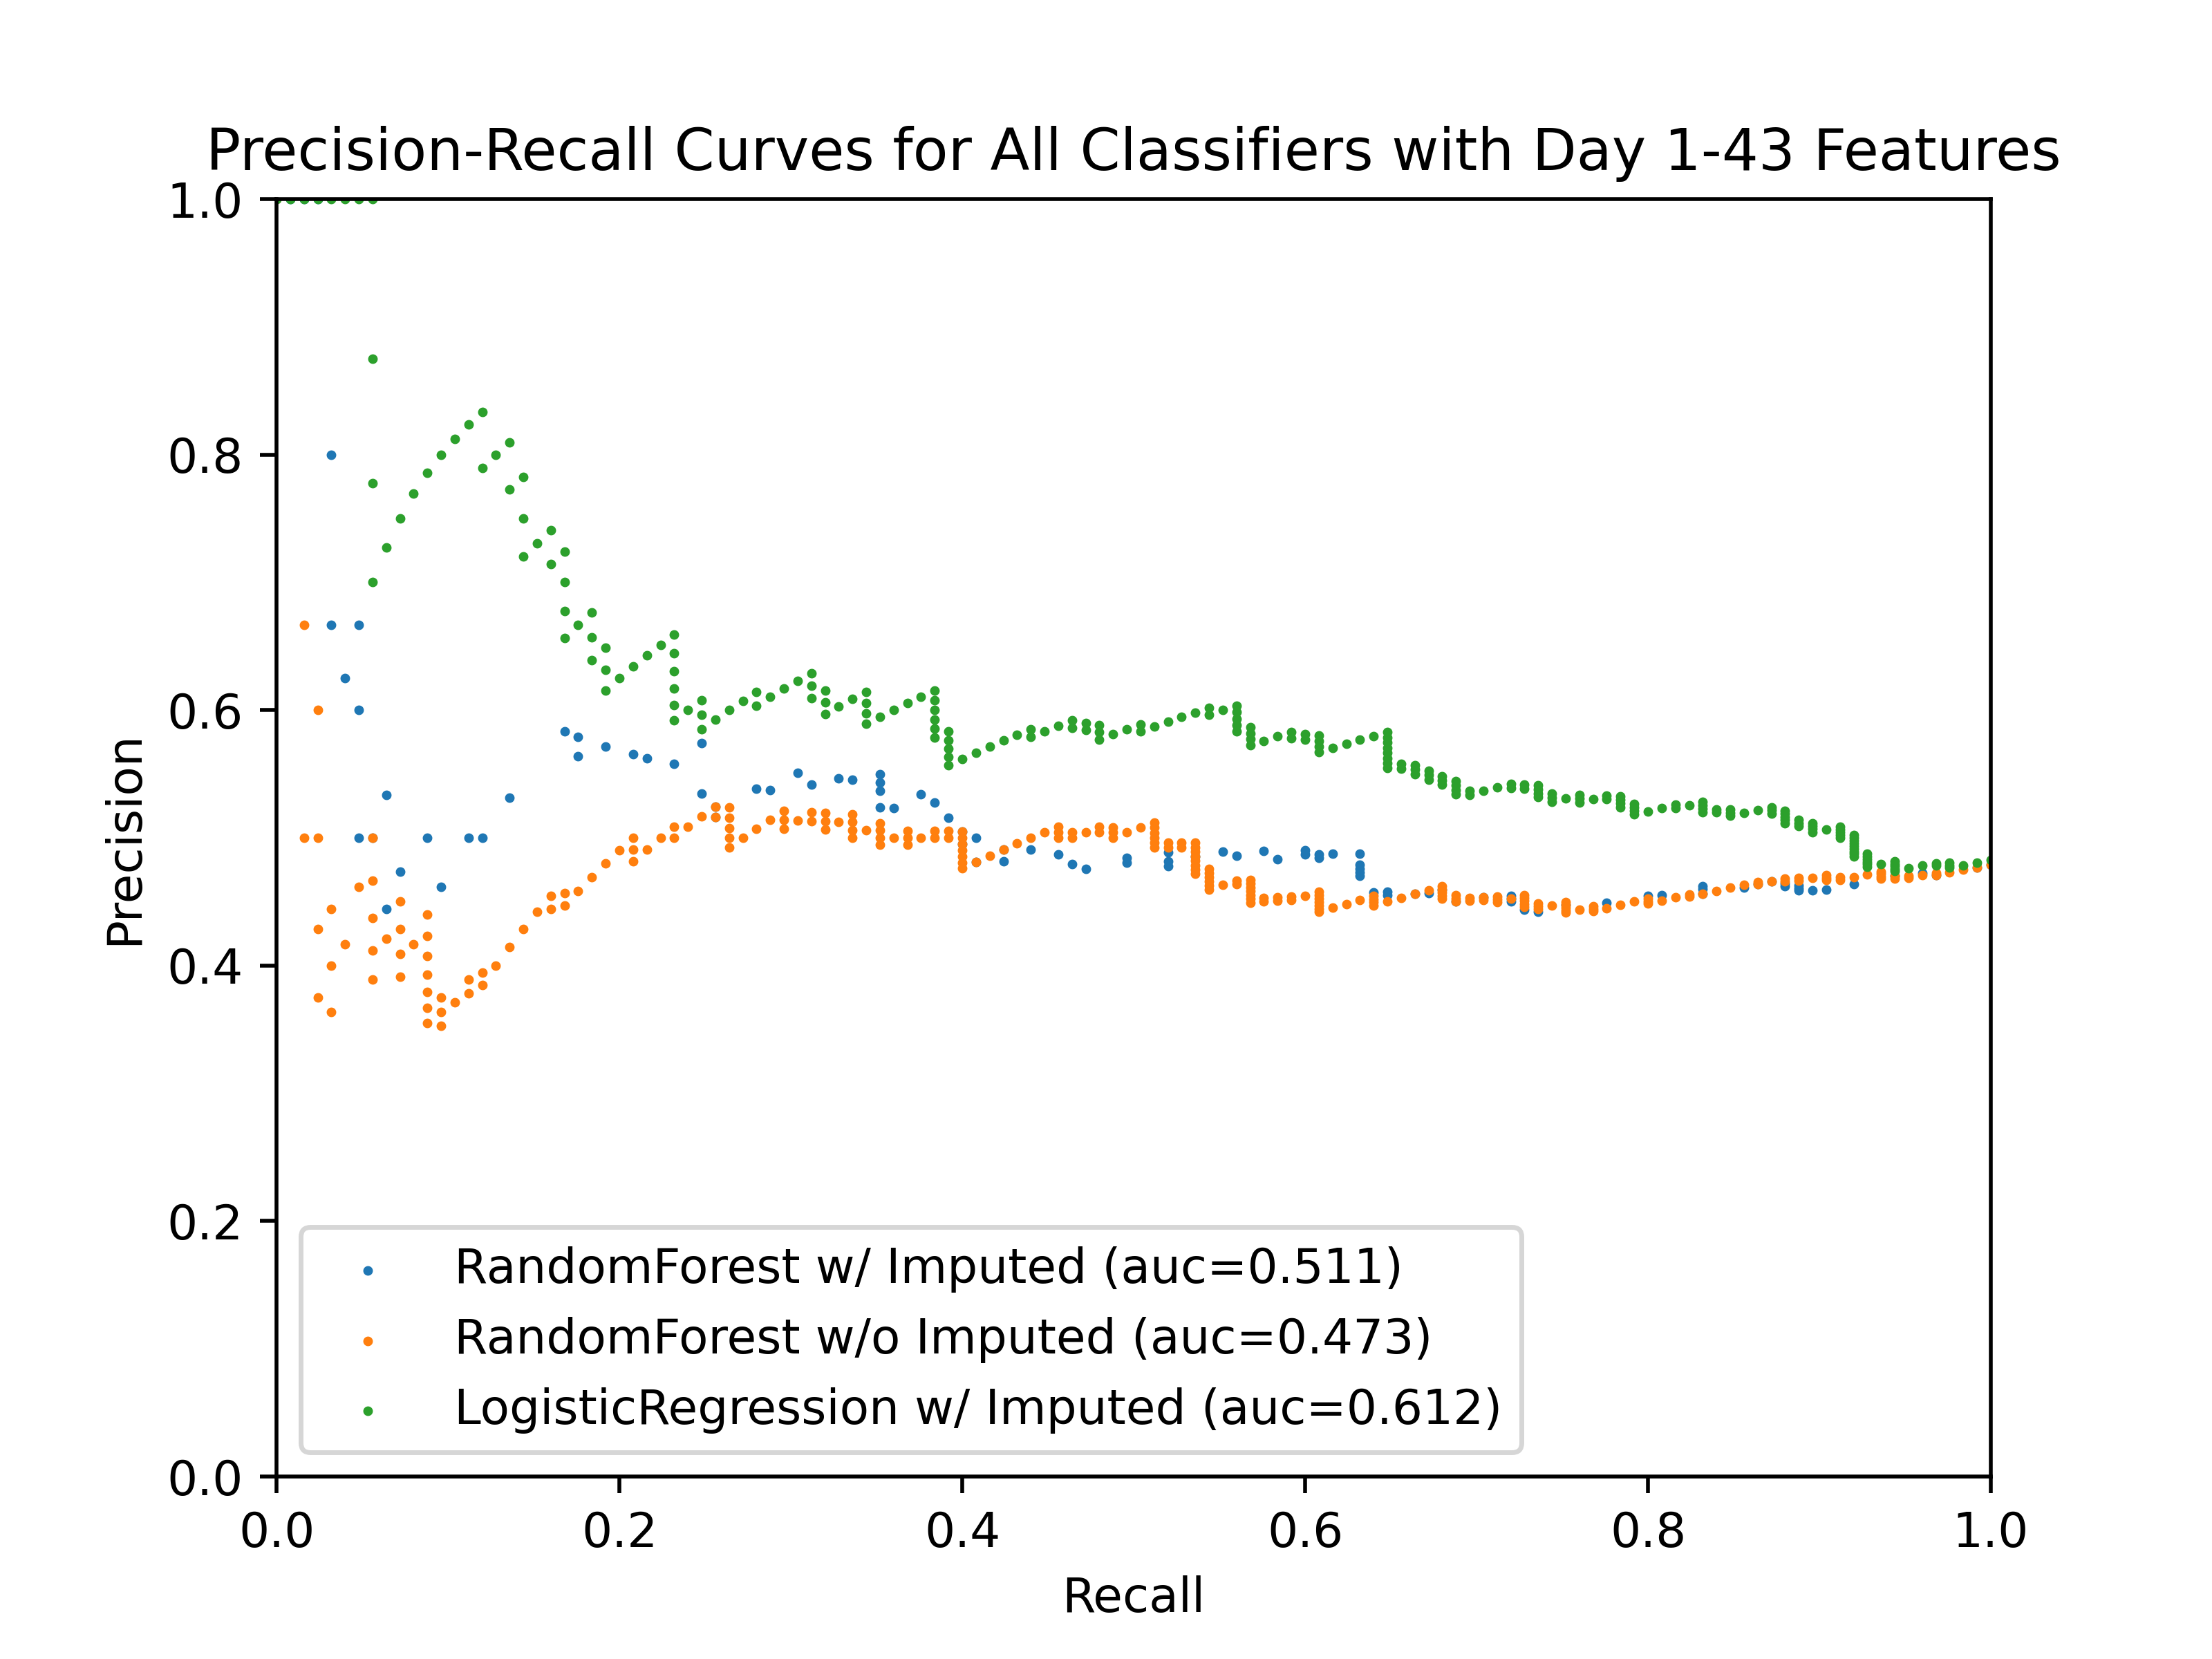 Precision-Recall Curves for All Classifiers with Day 1-43 Features
1.0
0.8
0.6
0.4
0.2
0.0
Precision
RandomForest w/ Imputed (auc=0.511)
RandomForest w/o Imputed (auc=0.473)
LogisticRegression w/ Imputed (auc=0.612)
0.0 0.2 0.4 0.6 0.8 1.0
Recall